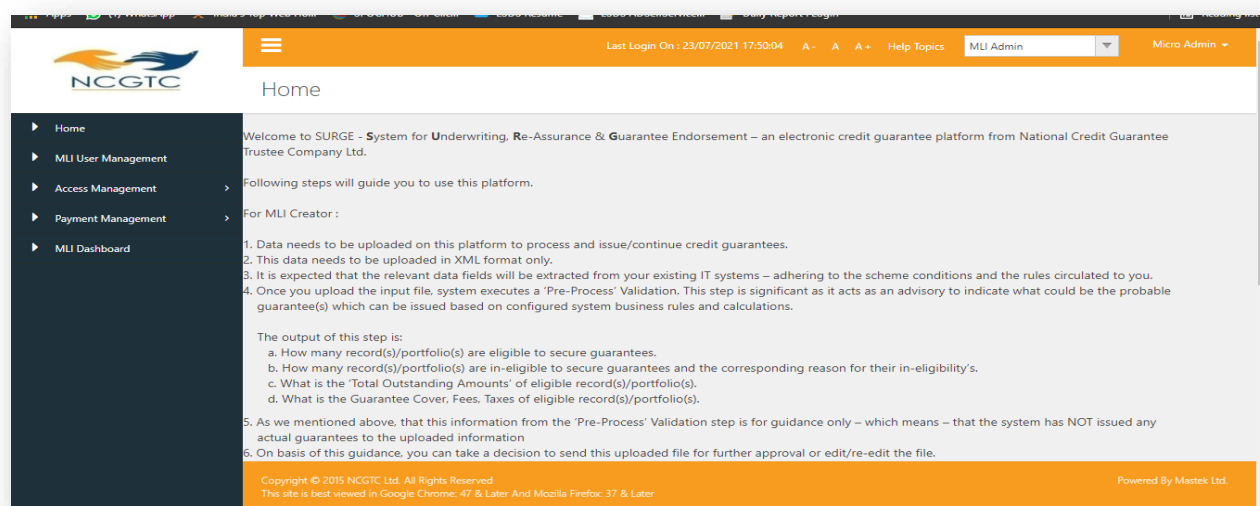 Last Login On : 23/07/2021 17:50:04 A- A A+ Help Topics MLI Admin Micro Admin
NCGTC
Home
Home
MLI User Management
Access Management
Payment Management
MLI Dashboard
Welcome to SURGE - System for Underwriting, Re-Assurance & Guarantee Endorsement – an electronic credit guarantee platform from National Credit Guarantee
Trustee Company Ltd.
Following steps will guide you to use this platform.
For MLI Creator :
1. Data needs to be uploaded on this platform to process and issue/continue credit guarantees.
2. This data needs to be uploaded in XML format only.
3. It is expected that the relevant data fields will be extracted from your existing IT systems – adhering to the scheme conditions and the rules circulated to you.
4. Once you upload the input file, system executes a 'Pre-Process' Validation. This step is significant as it acts as an advisory to indicate what could be the probable
guarantee(s) which can be issued based on configured system business rules and calculations.
The output of this step is:
a. How many record(s)/portfolio(s) are eligible to secure guarantees.
b. How many record(s)/portfolio(s) are in-eligible to secure guarantees and the corresponding reason for their in-eligibility's.
c. What is the 'Total Outstanding Amounts' of eligible record(s)/portfolio(s).
d. What is the Guarantee Cover, Fees, Taxes of eligible record(s)/portfolio(s).
5. As we mentioned above, that this information from the 'Pre-Process' Validation step is for guidance only – which means – that the system has NOT issued any
actual guarantees to the uploaded information
6. On basis of this guidance, you can take a decision to send this uploaded file for further approval or edit/re-edit the file.
Copyright © 2015 NCGTC Ltd. All Rights Reserved
This site is best viewed in Google Chrome: 47 & Later And Mozilla Firefox: 37 & Later
Powered By Mastek Ltd.